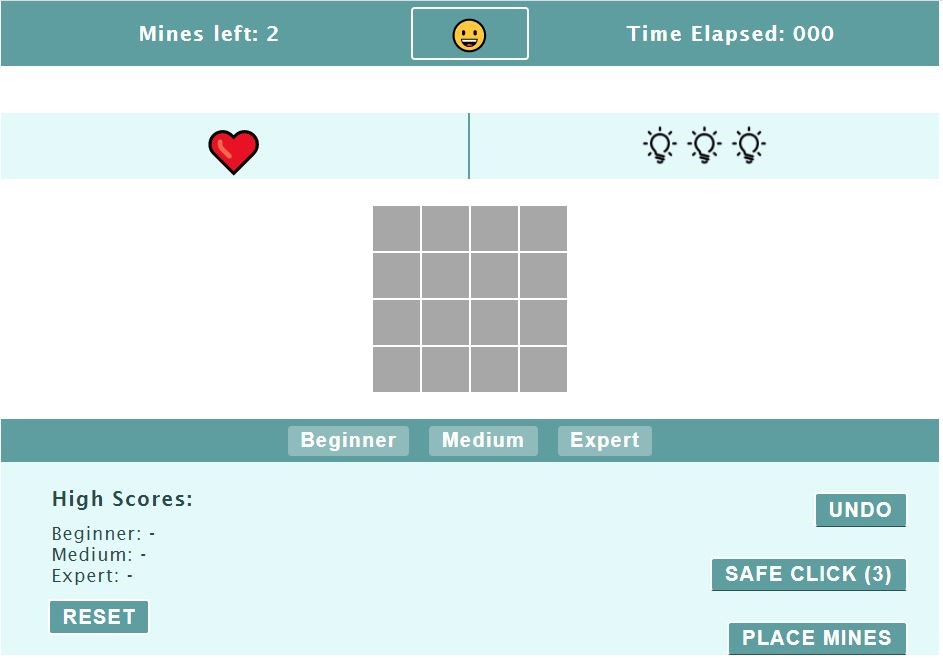 Mines left: 2
Time Elapsed: 000
Beginner
Medium
Expert
High Scores:
Beginner: -
Medium: -
Expert: -
RESET
UNDO
SAFE CLICK (3)
PLACE MINES